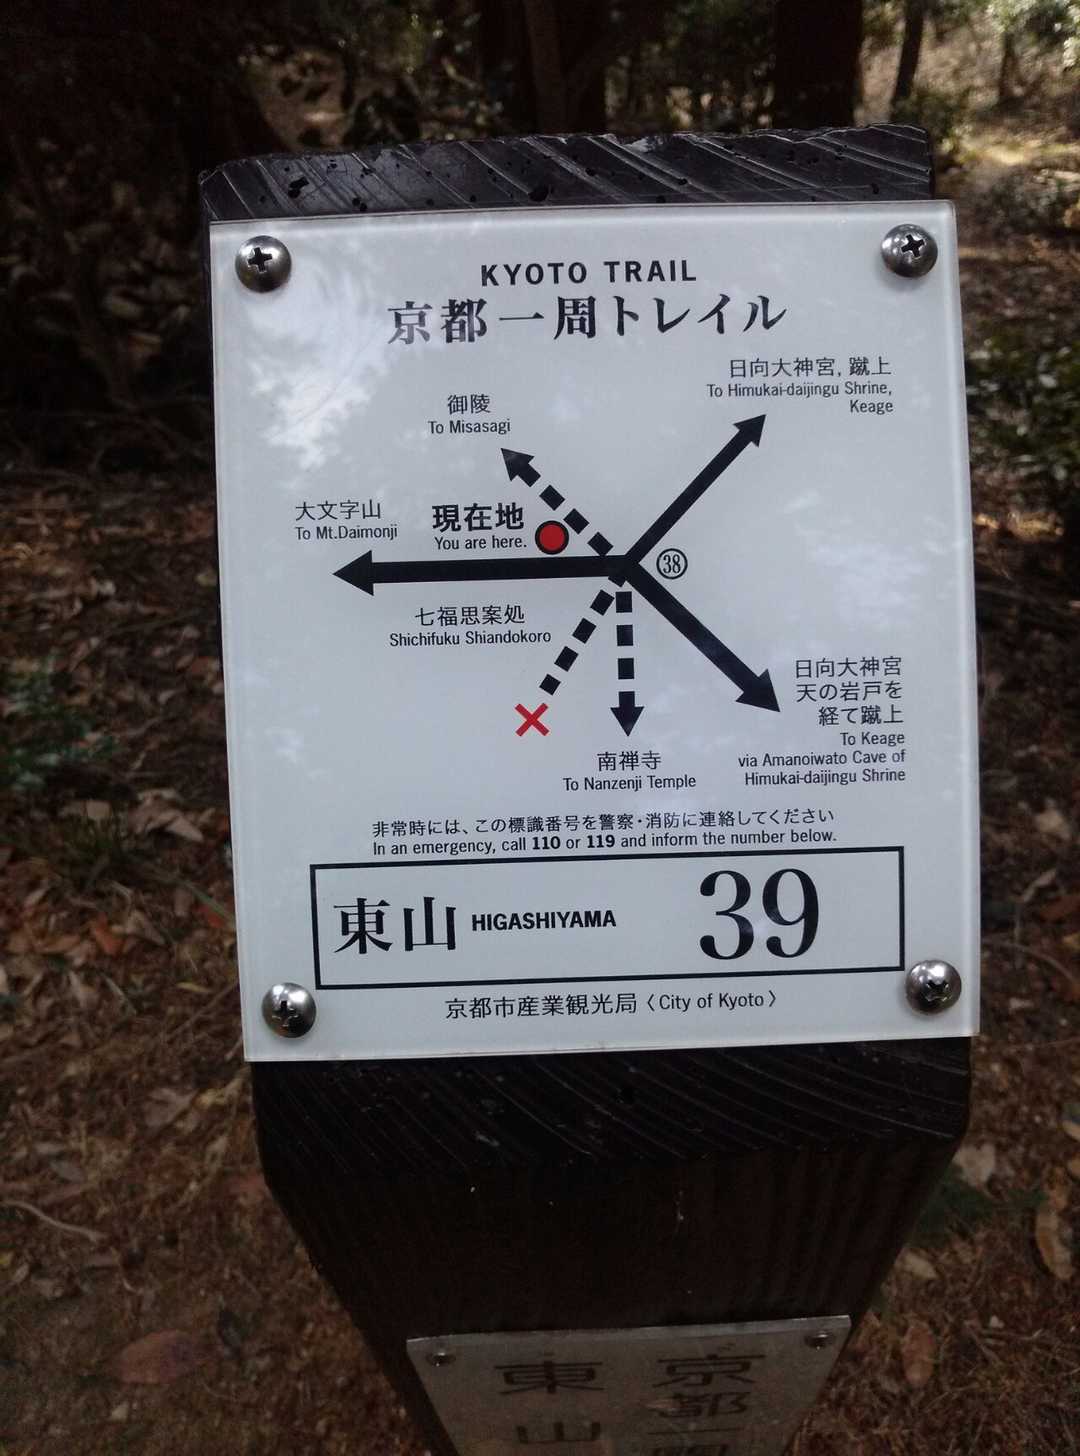 KYOTO TRAIL
京都一周トレイル
日向大神宮, 蹴上
To Himukai-daijingu Shrine,
Keage
御陵
To Misasagi
大文字山
To Mt.Daimonji
現在地
You are here.
㊳
七福思案処
Shichifuku Shiandokoro
日向大神宮
天の岩戸を
経て蹴上
To Keage
via Amanoiwato Cave of
Himukai-daijingu Shrine
南禅寺
To Nanzenji Temple
非常時には、この標識番号を警察・消防に連絡してください
In an emergency, call 110 or 119 and inform the number below.
東山 HIGASHIYAMA 39
京都市産業観光局〈City of Kyoto〉
京都一
東山